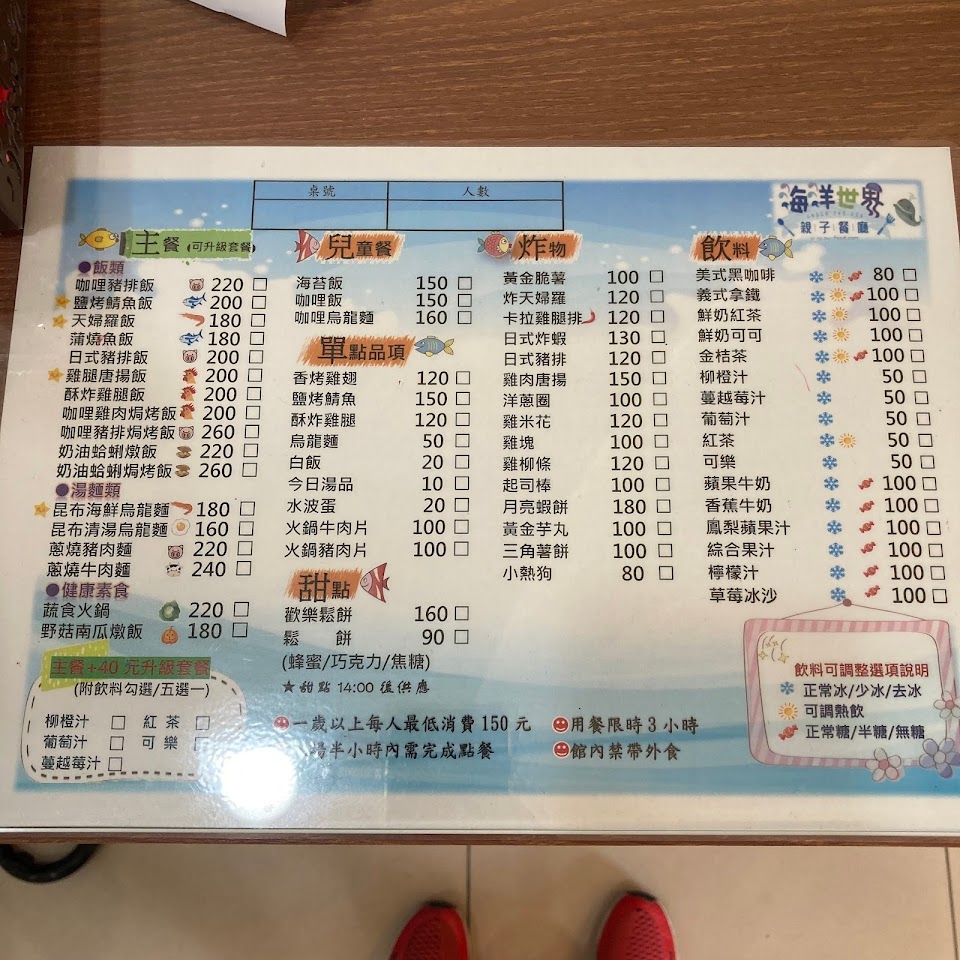 桌號 人數
海洋世界
親子餐廳
主餐 (可升級套餐)
●飯類
咖哩豬排飯 220 □
鹽烤鯖魚飯 200 □
天婦羅飯 180 □
蒲燒魚飯 180 □
日式豬排飯 200 □
雞腿唐揚飯 200 □
酥炸雞腿飯 200 □
咖哩雞肉焗烤飯 200 □
咖哩豬排焗烤飯 260 □
奶油蛤蜊燉飯 220 □
奶油蛤蜊焗烤飯 260 □
●湯麵類
昆布海鮮烏龍麵 180 □
昆布清湯烏龍麵 160 □
蔥燒豬肉麵 220 □
蔥燒牛肉麵 240 □
●健康素食
蔬食火鍋 220 □
野菇南瓜燉飯 180 □
主餐+40 元升級套餐
(附飲料勾選/五選一)
柳橙汁 □ 紅茶 □
葡萄汁 □ 可樂 □
蔓越莓汁 □
兒童餐
海苔飯 150 □
咖哩飯 150 □
咖哩烏龍麵 160 □
單點品項
香烤雞翅 120 □
鹽烤鯖魚 150 □
酥炸雞腿 120 □
烏龍麵 50 □
白飯 20 □
今日湯品 10 □
水波蛋 20 □
火鍋牛肉片 100 □
火鍋豬肉片 100 □
甜點
歡樂鬆餅 160 □
鬆 餅 90 □
(蜂蜜/巧克力/焦糖)
★甜點 14:00 後供應
炸物
黃金脆薯 100 □
炸天婦羅 120 □
卡拉雞腿排 120 □
日式炸蝦 130 □
日式豬排 120 □
雞肉唐揚 150 □
洋蔥圈 100 □
雞米花 120 □
雞塊 100 □
雞柳條 120 □
起司棒 100 □
月亮蝦餅 180 □
黃金芋丸 100 □
三角薯餅 100 □
小熱狗 80 □
飲料
美式黑咖啡 80 □
義式拿鐵 100 □
鮮奶紅茶 100 □
鮮奶可可 100 □
金桔茶 100 □
柳橙汁 50 □
蔓越莓汁 50 □
葡萄汁 50 □
紅茶 50 □
可樂 50 □
蘋果牛奶 100 □
香蕉牛奶 100 □
鳳梨蘋果汁 100 □
綜合果汁 100 □
檸檬汁 100 □
草莓冰沙 100 □
飲料可調整選項說明
正常冰/少冰/去冰
可調熱飲
正常糖/半糖/無糖
一歲以上每人最低消費 150 元
場半小時內需完成點餐
用餐限時 3 小時
館內禁帶外食